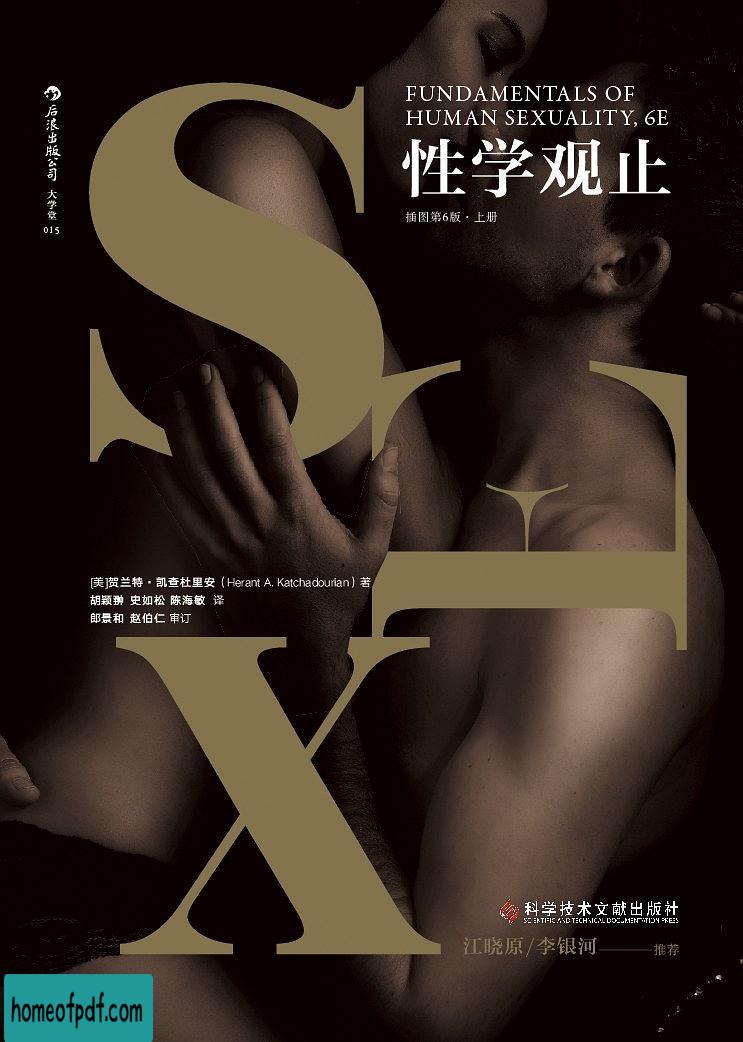 后浪出版公司
大学堂
015
FUNDAMENTALS OF
HUMAN SEXUALITY, 6E
性学观止
插图第6版·上册
S
E
X
[美]贺兰特·凯查杜里安（Herant A. Katchadourian）著
胡颖翀 史如松 陈海敏 译
郎景和 赵伯仁 审订
科学技术文献出版社
SCIENTIFIC AND TECHNICAL DOCUMENTATION PRESS
江晓原/李银河——推荐
homeofpdf.com